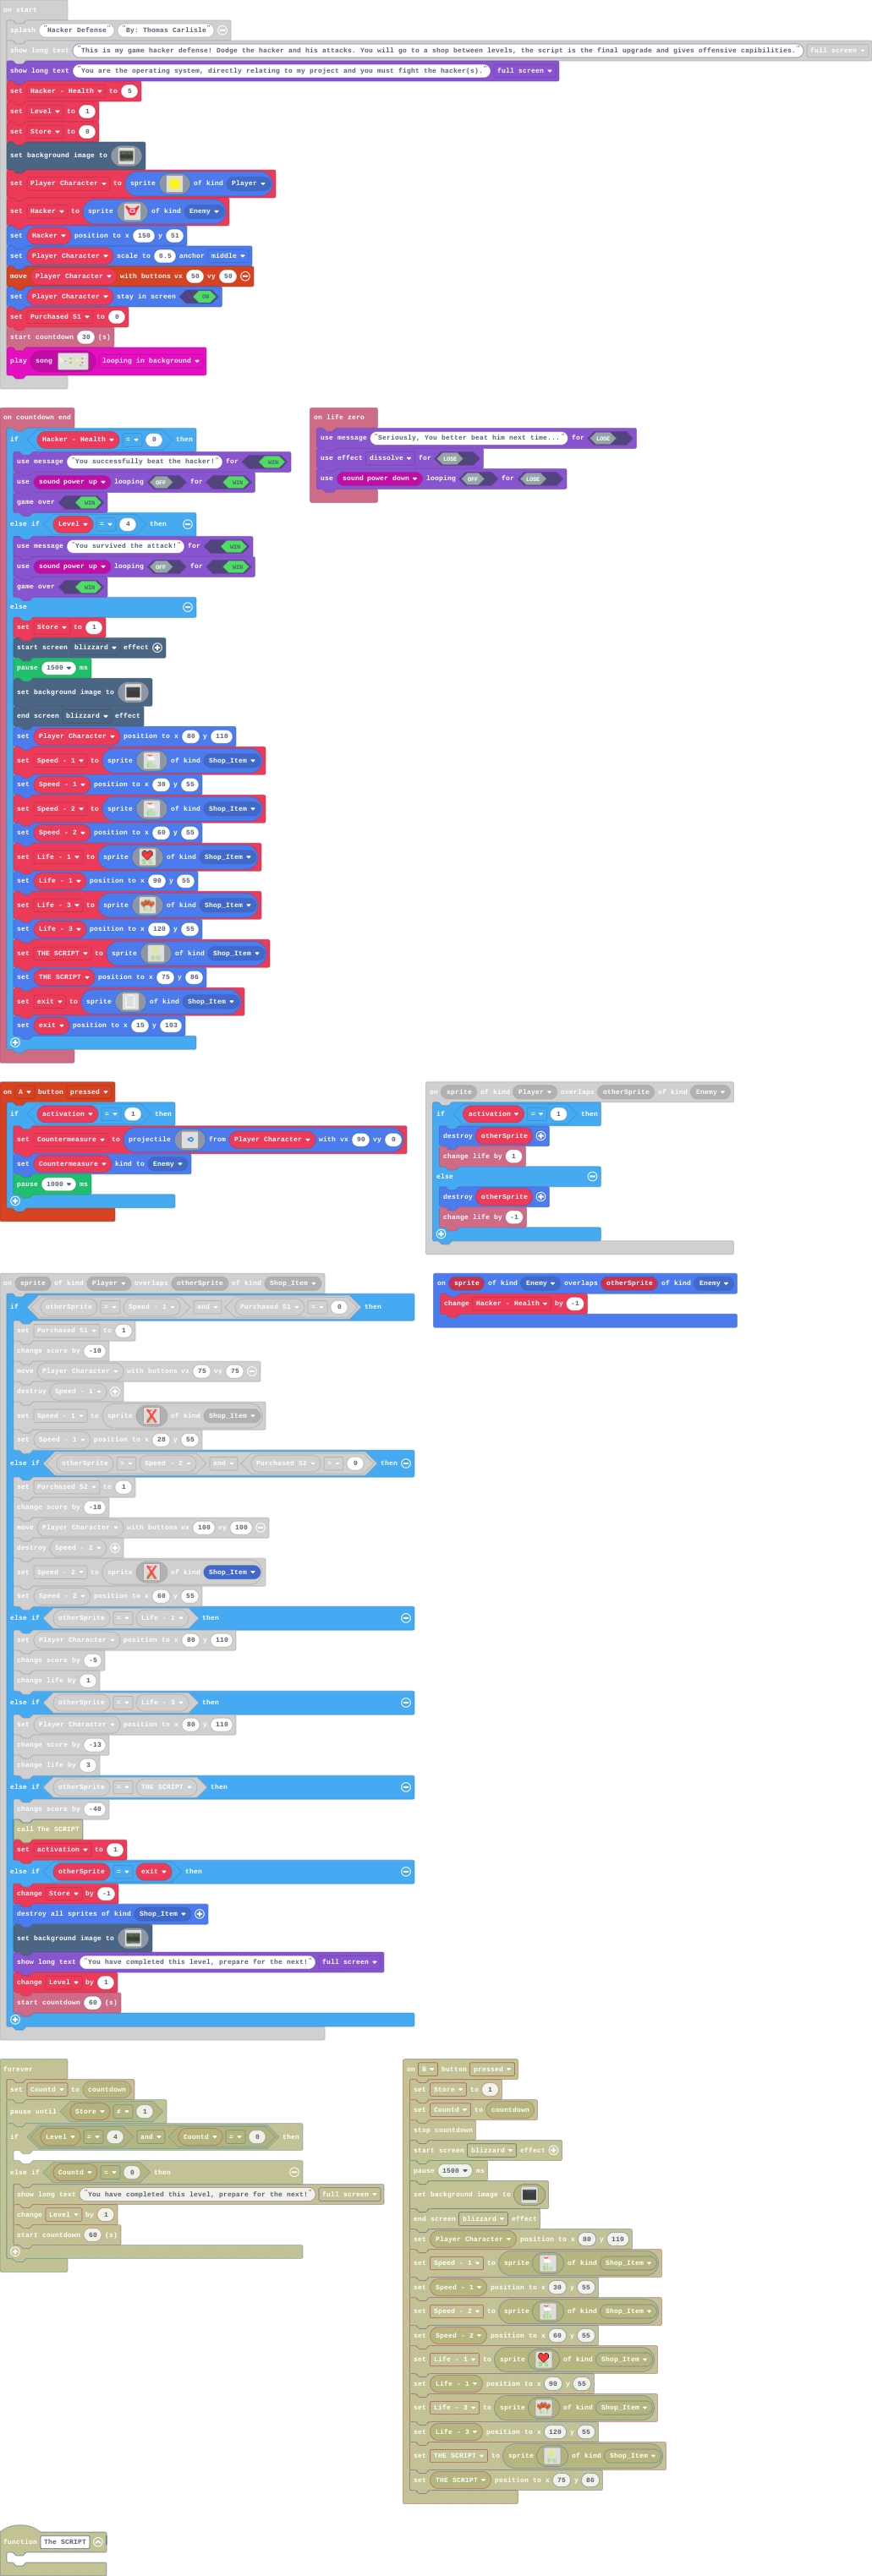 on start
splash "Hacker Defense" "By: Thomas Carlisle"
show long text "This is my game hacker defense! Dodge the hacker and his attacks. You will go to a shop between levels, the script is the final upgrade and gives offensive capibilities." full screen
show long text "You are the operating system, directly relating to my project and you must fight the hacker(s)." full screen
set Hacker - Health to 5
set Level to 1
set Store to 0
set background image to
set Player Character to sprite of kind Player
set Hacker to sprite of kind Enemy
set Hacker position to x 150 y 51
set Player Character scale to 0.5 anchor middle
move Player Character with buttons vx 50 vy 50
set Player Character stay in screen ON
set Purchased S1 to 0
start countdown 30 (s)
play song looping in background
on countdown end
if Hacker - Health = 0 then
use message "You successfully beat the hacker!" for WIN
use sound power up looping OFF for WIN
game over WIN
else if Level = 4 then
use message "You survived the attack!" for WIN
use sound power up looping OFF for WIN
game over WIN
else
set Store to 1
start screen blizzard effect
pause 1500 ms
set background image to
end screen blizzard effect
set Player Character position to x 80 y 110
set Speed - 1 to sprite of kind Shop_Item
set Speed - 1 position to x 30 y 55
set Speed - 2 to sprite of kind Shop_Item
set Speed - 2 position to x 60 y 55
set Life - 1 to sprite of kind Shop_Item
set Life - 1 position to x 90 y 55
set Life - 3 to sprite of kind Shop_Item
set Life - 3 position to x 120 y 55
set THE SCRIPT to sprite of kind Shop_Item
set THE SCRIPT position to x 75 y 86
set exit to sprite of kind Shop_Item
set exit position to x 15 y 103
on life zero
use message "Seriously, You better beat him next time..." for LOSE
use effect dissolve for LOSE
use sound power down looping OFF for LOSE
on A button pressed
if activation = 1 then
set Countermeasure to projectile from Player Character with vx 90 vy 0
set Countermeasure kind to Enemy
pause 1000 ms
on sprite of kind Player overlaps otherSprite of kind Enemy
if activation = 1 then
destroy otherSprite
change life by 1
else
destroy otherSprite
change life by -1
on sprite of kind Player overlaps otherSprite of kind Shop_Item
if otherSprite = Speed - 1 and Purchased S1 = 0 then
set Purchased S1 to 1
change score by -10
move Player Character with buttons vx 75 vy 75
destroy Speed - 1
set Speed - 1 to sprite of kind Shop_Item
set Speed - 1 position to x 28 y 55
else if otherSprite = Speed - 2 and Purchased S2 = 0 then
set Purchased S2 to 1
change score by -18
move Player Character with buttons vx 100 vy 100
destroy Speed - 2
set Speed - 2 to sprite of kind Shop_Item
set Speed - 2 position to x 60 y 55
else if otherSprite = Life - 1 then
set Player Character position to x 80 y 110
change score by -5
change life by 1
else if otherSprite = Life - 3 then
set Player Character position to x 80 y 110
change score by -13
change life by 3
else if otherSprite = THE SCRIPT then
change score by -40
call The SCRIPT
set activation to 1
else if otherSprite = exit then
change Store by -1
destroy all sprites of kind Shop_Item
set background image to
show long text "You have completed this level, prepare for the next!" full screen
change Level by 1
start countdown 60 (s)
on sprite of kind Enemy overlaps otherSprite of kind Enemy
change Hacker - Health by -1
forever
set Countd to countdown
pause until Store ≠ 1
if Level = 4 and Countd = 0 then
else if Countd = 0 then
show long text "You have completed this level, prepare for the next!" full screen
change Level by 1
start countdown 60 (s)
on B button pressed
set Store to 1
set Countd to countdown
stop countdown
start screen blizzard effect
pause 1500 ms
set background image to
end screen blizzard effect
set Player Character position to x 80 y 110
set Speed - 1 to sprite of kind Shop_Item
set Speed - 1 position to x 30 y 55
set Speed - 2 to sprite of kind Shop_Item
set Speed - 2 position to x 60 y 55
set Life - 1 to sprite of kind Shop_Item
set Life - 1 position to x 90 y 55
set Life - 3 to sprite of kind Shop_Item
set Life - 3 position to x 120 y 55
set THE SCRIPT to sprite of kind Shop_Item
set THE SCRIPT position to x 75 y 86
function The SCRIPT